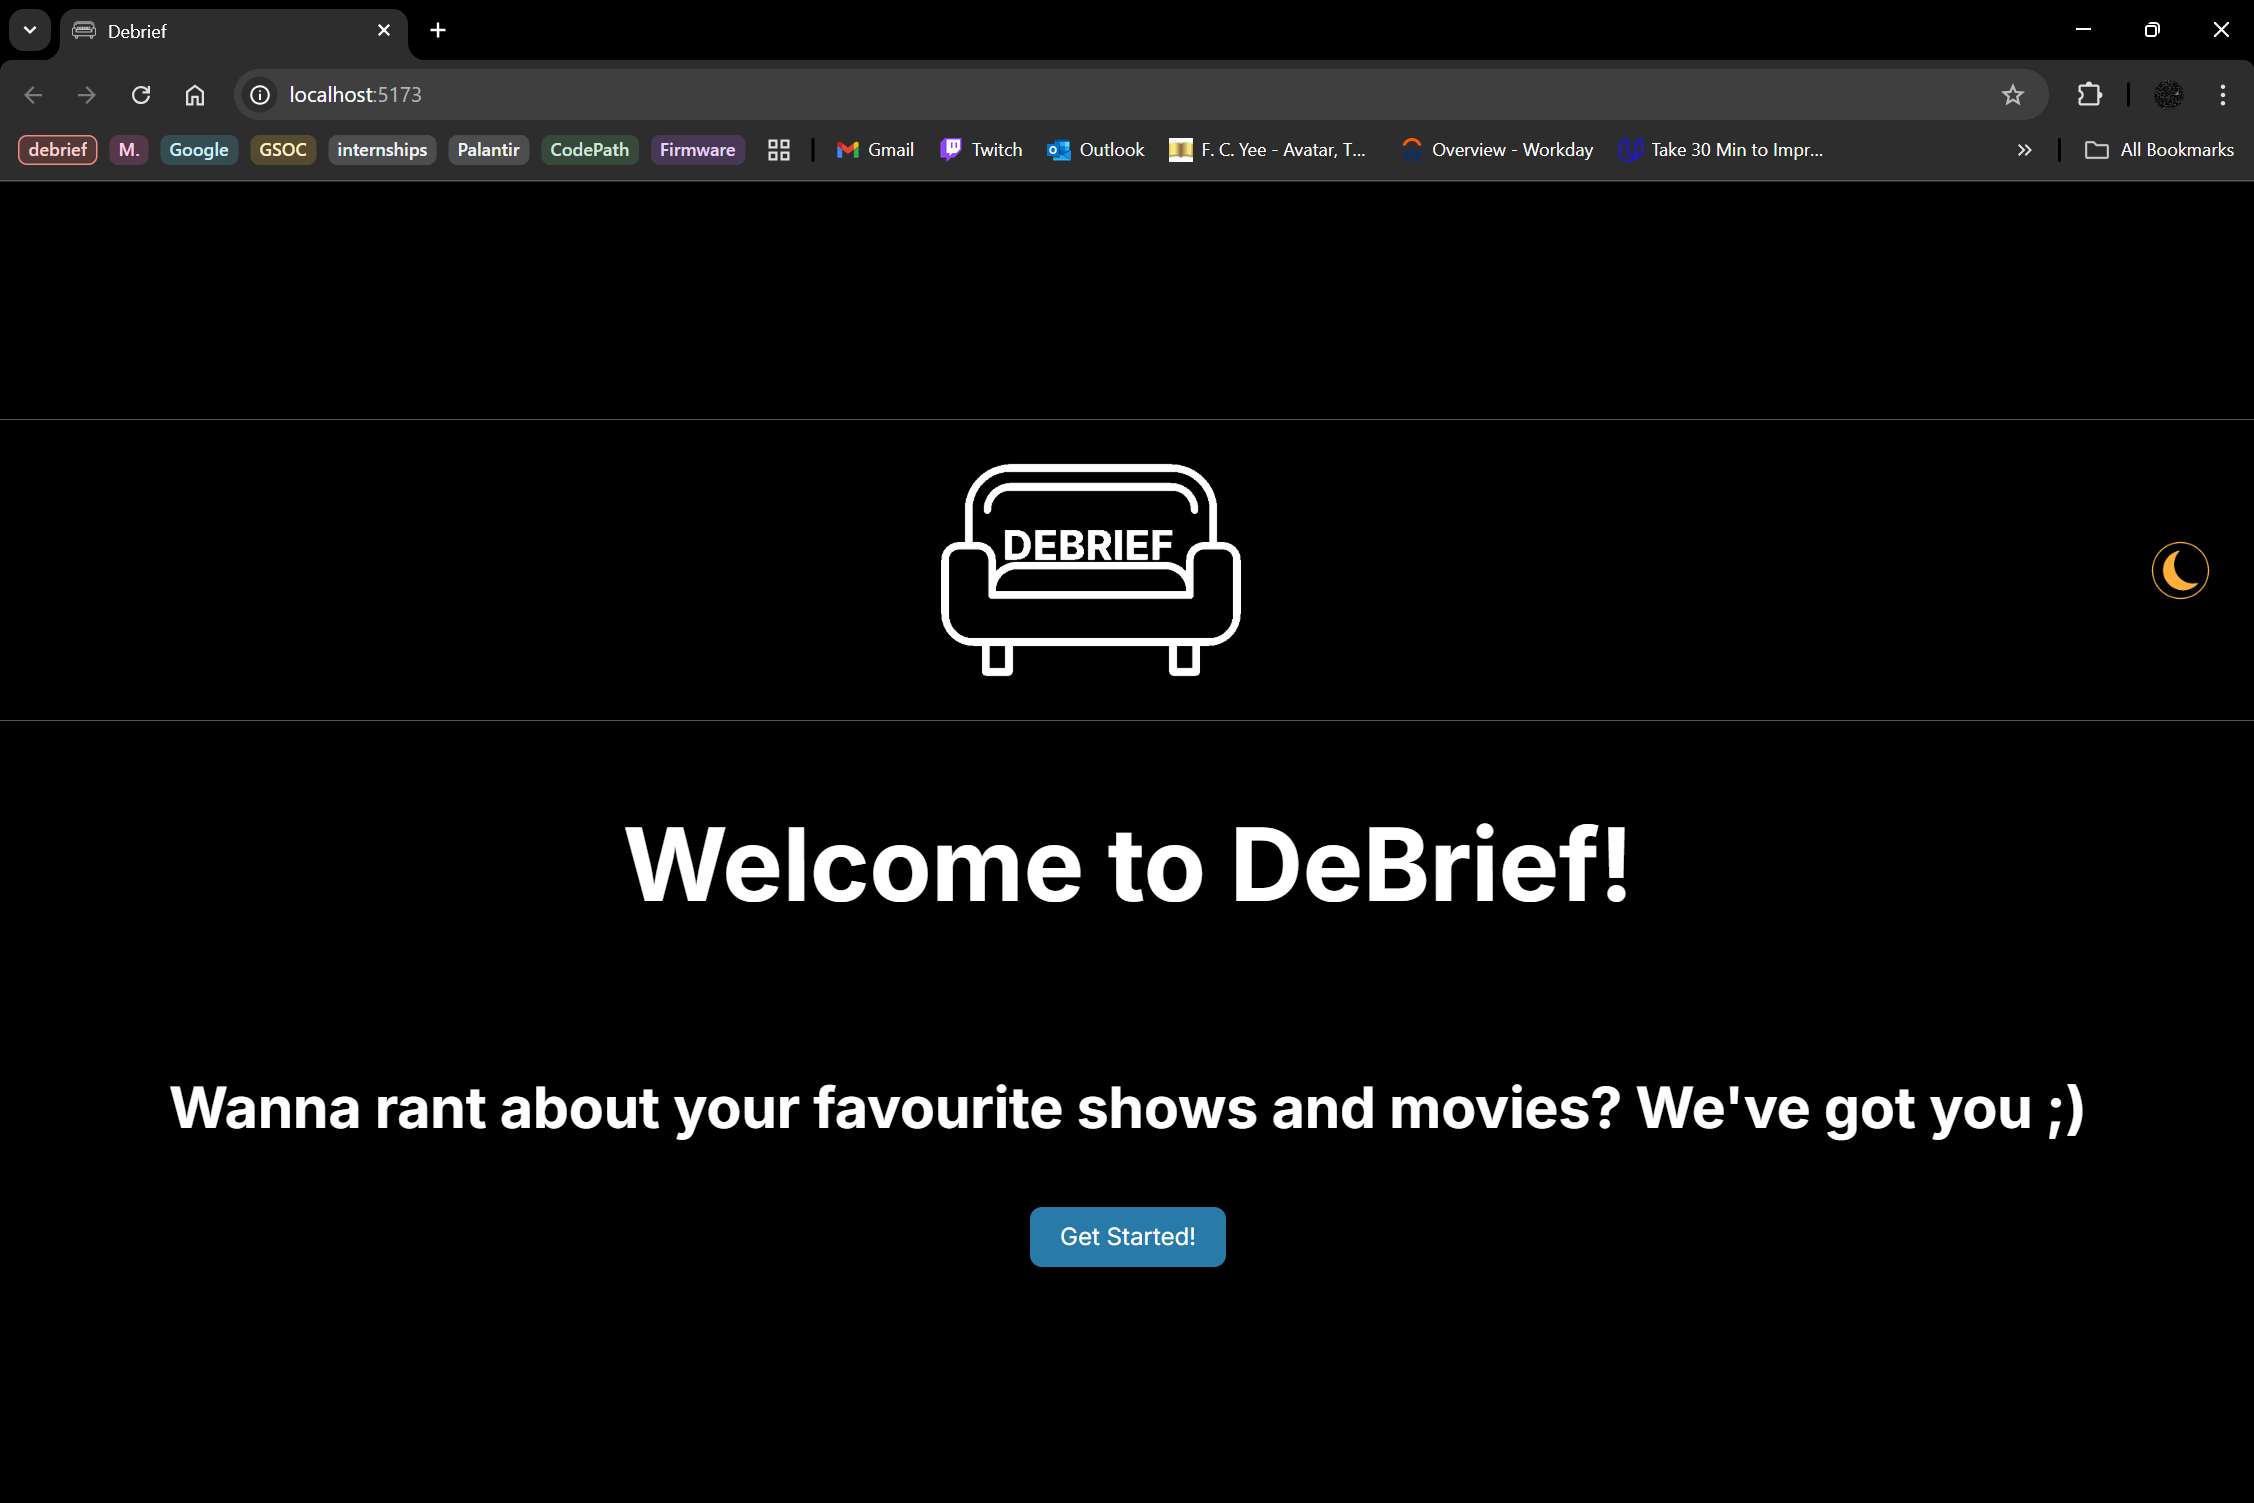 Debrief
localhost:5173
debrief M. Google GSOC internships Palantir CodePath Firmware Gmail Twitch Outlook F. C. Yee - Avatar, T... Overview - Workday Take 30 Min to Impr... All Bookmarks
DEBRIEF
Welcome to DeBrief!
Wanna rant about your favourite shows and movies? We've got you ;)
Get Started!